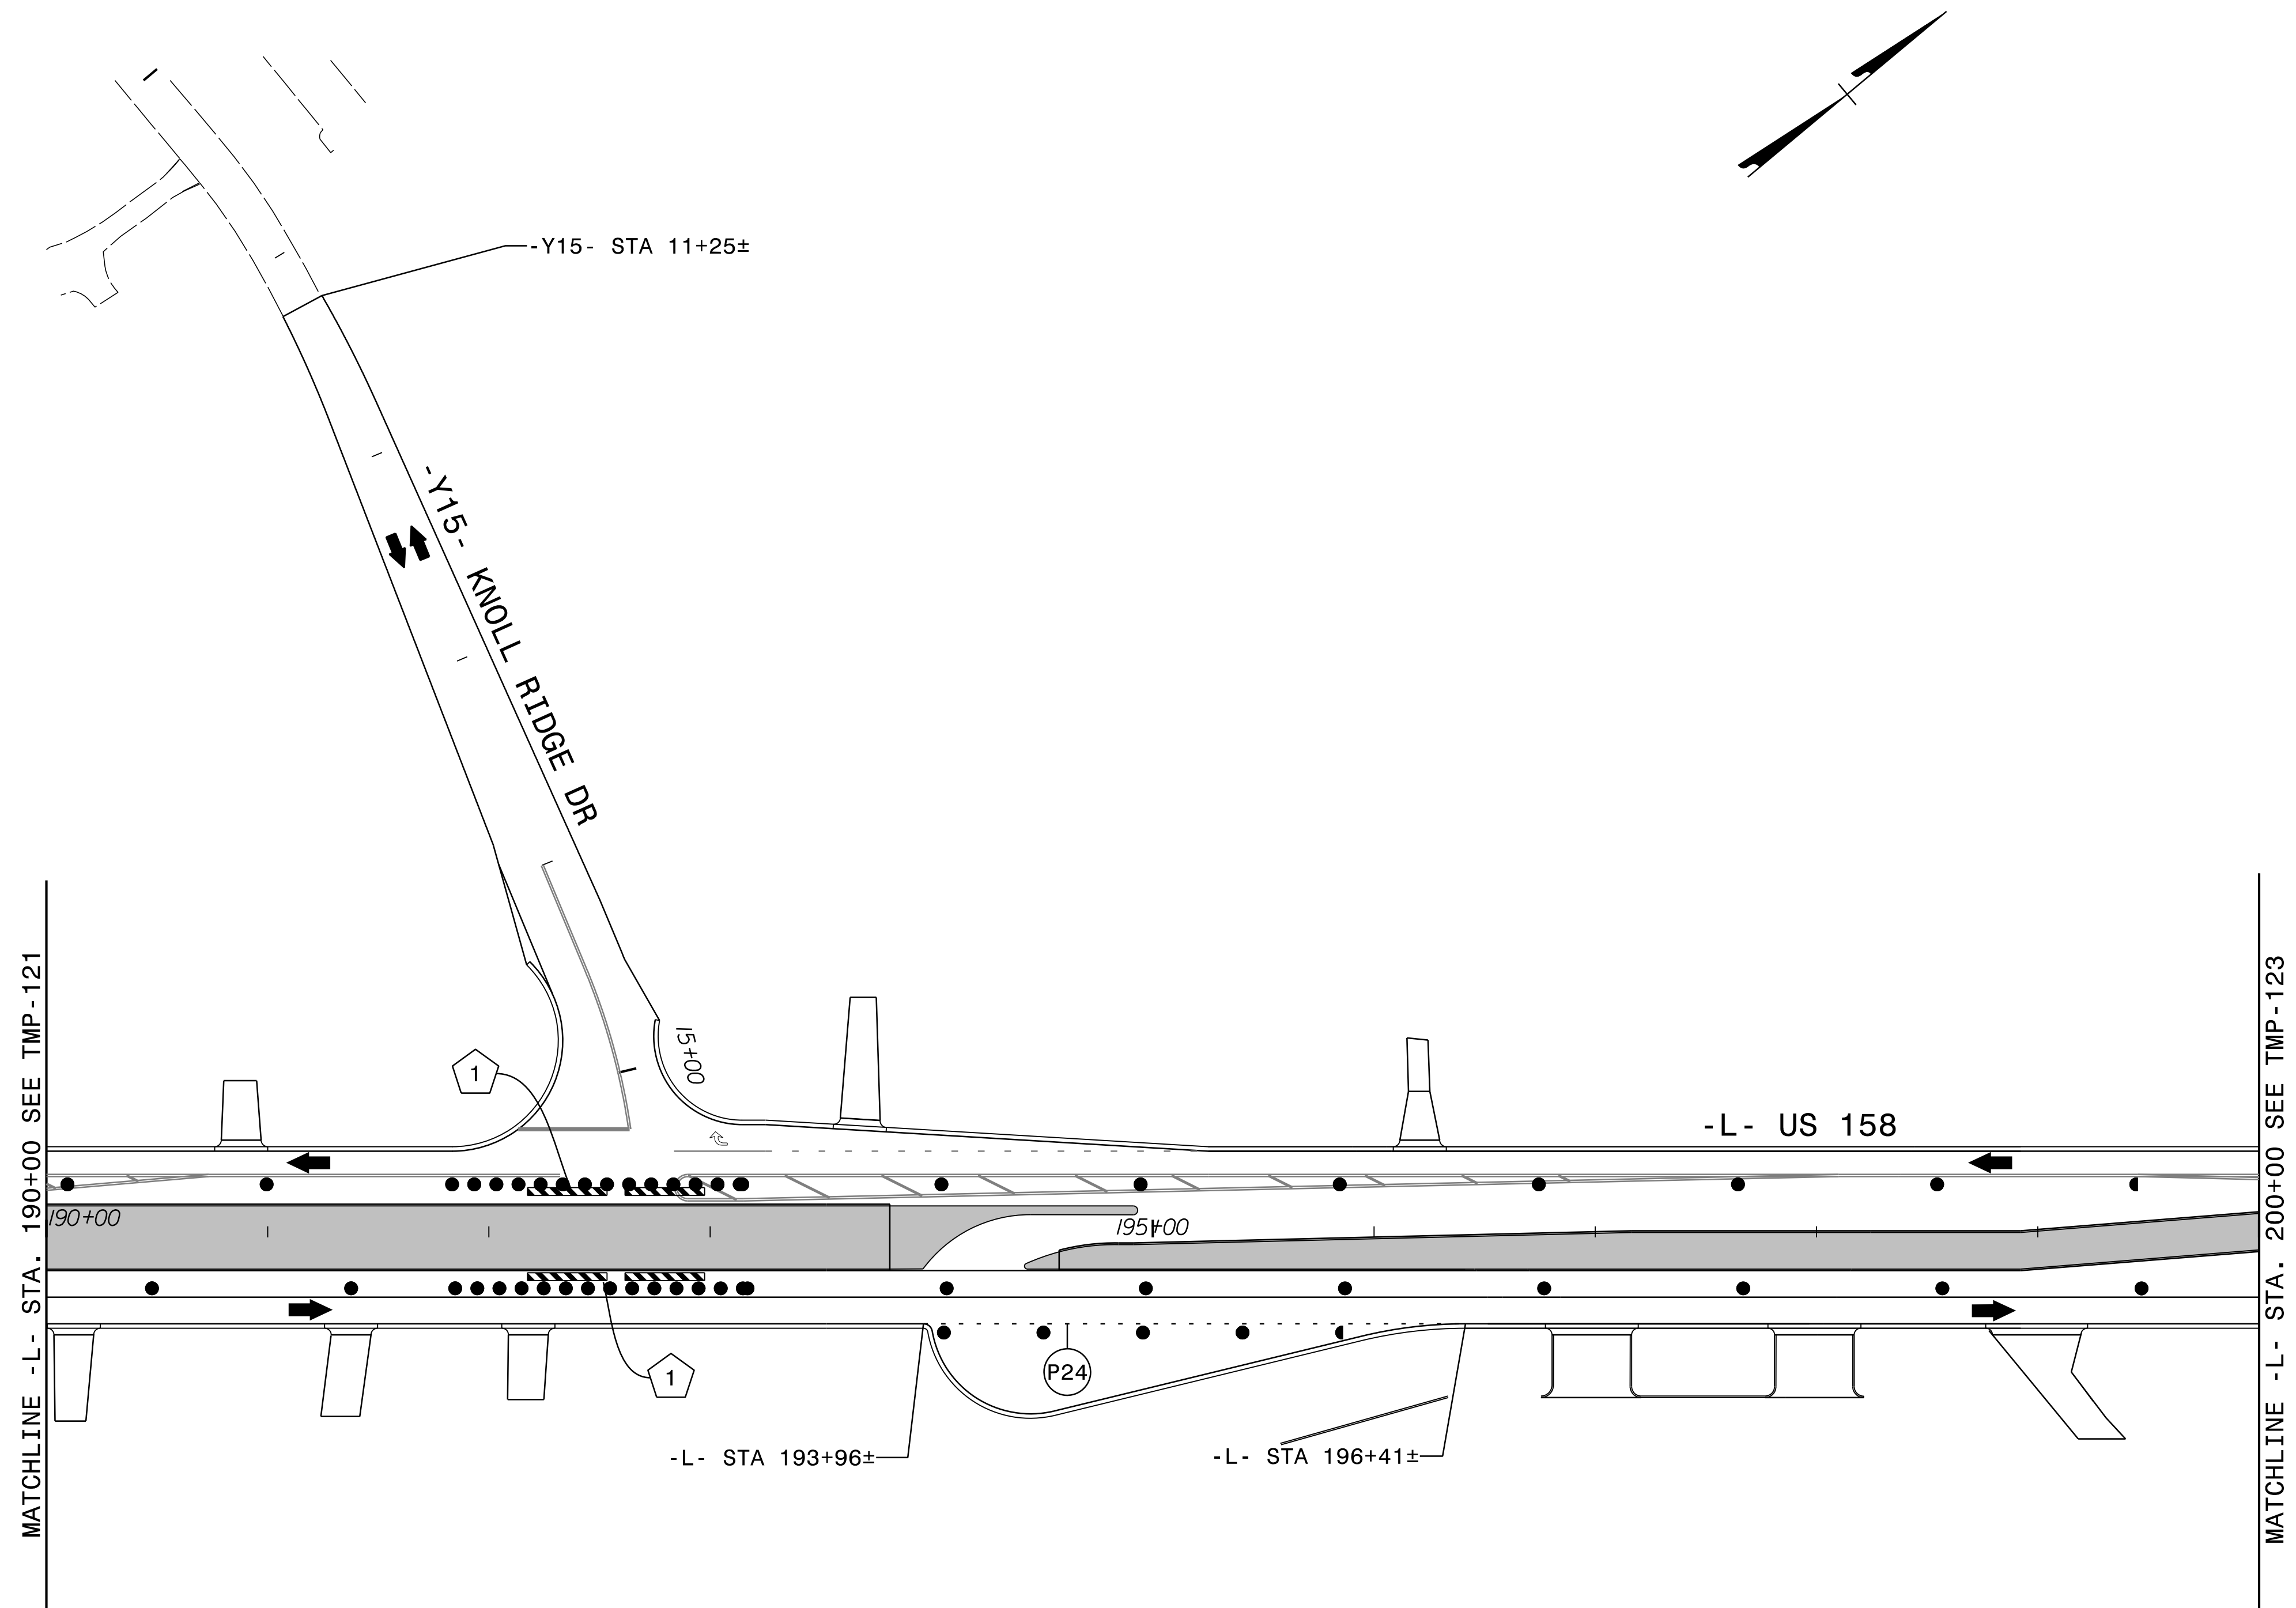 -Y15- STA 11+25±
-Y15- KNOLL RIDGE DR
15+00
1
-L- US 158
190+00
195+00
P24
1
-L- STA 193+96±
-L- STA 196+41±
MATCHLINE -L- STA. 190+00 SEE TMP-121
MATCHLINE -L- STA. 200+00 SEE TMP-123